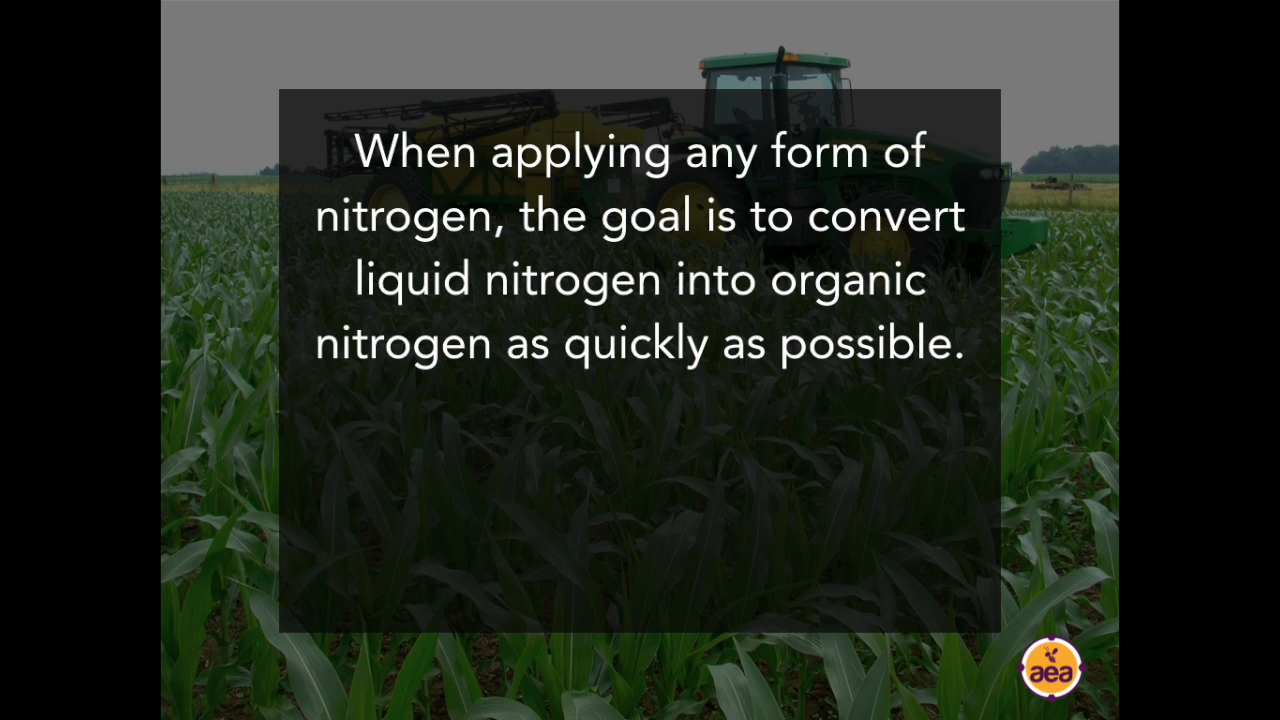 When applying any form of
nitrogen, the goal is to convert
liquid nitrogen into organic
nitrogen as quickly as possible.
aea